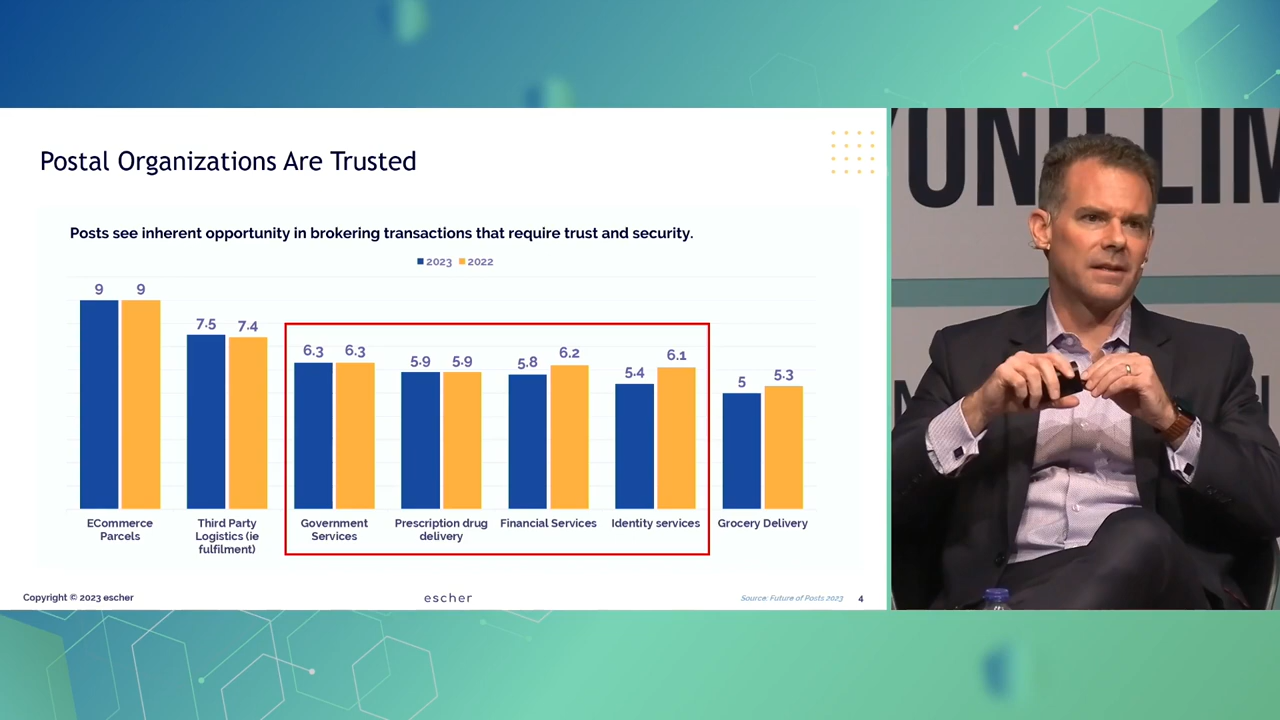 Postal Organizations Are Trusted
Posts see inherent opportunity in brokering transactions that require trust and security.
2023 2022
9 9
7.5 7.4
6.3 6.3
5.9 5.9
5.8 6.2
5.4 6.1
5 5.3
ECommerce
Parcels
Third Party
Logistics (ie
fulfilment)
Government
Services
Prescription drug
delivery
Financial Services
Identity services
Grocery Delivery
Copyright © 2023 escher
escher
Source: Future of Posts 2023
4
YOND LIM